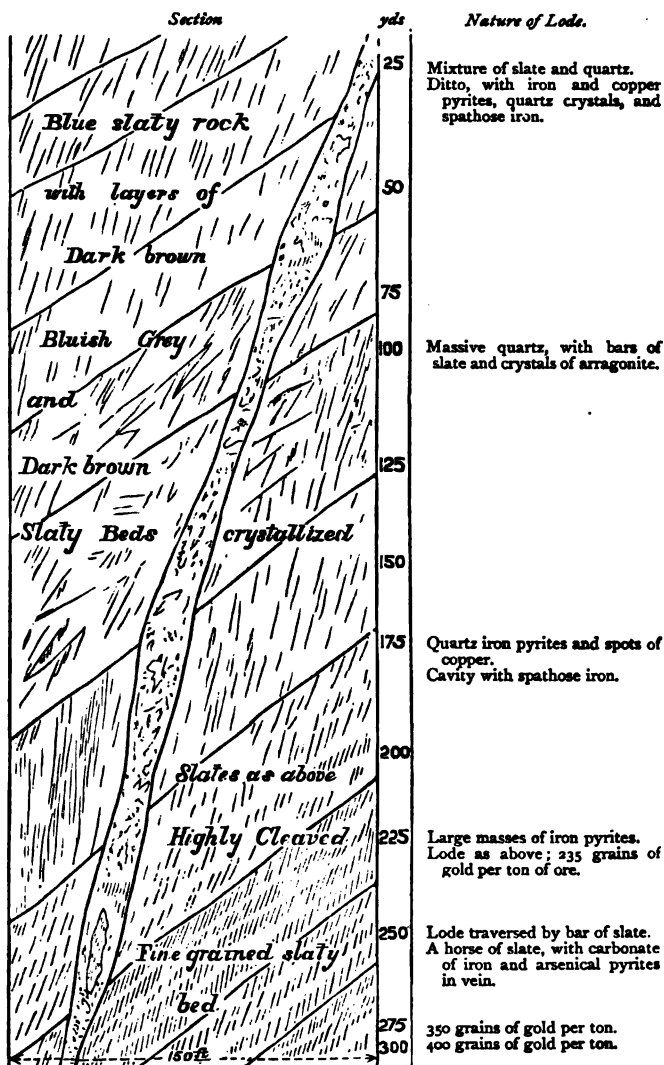 Section yds Nature of Lode.
25
Mixture of slate and quartz.
Ditto, with iron and copper
pyrites, quartz crystals, and
spathose iron.
Blue slaty rock
with layers of
50
Dark brown
75
Bluish Grey
100
Massive quartz, with bars of
slate and crystals of arragonite.
and
Dark brown
125
Slaty Beds crystallized
150
175
Quartz iron pyrites and spots of
copper.
Cavity with spathose iron.
200
Slates as above
Highly Cleaved
225
Large masses of iron pyrites.
Lode as above; 235 grains of
gold per ton of ore.
250
Lode traversed by bar of slate.
A horse of slate, with carbonate
of iron and arsenical pyrites
in vein.
Fine grained slaty
bed
275
350 grains of gold per ton.
300
400 grains of gold per ton.
150ft